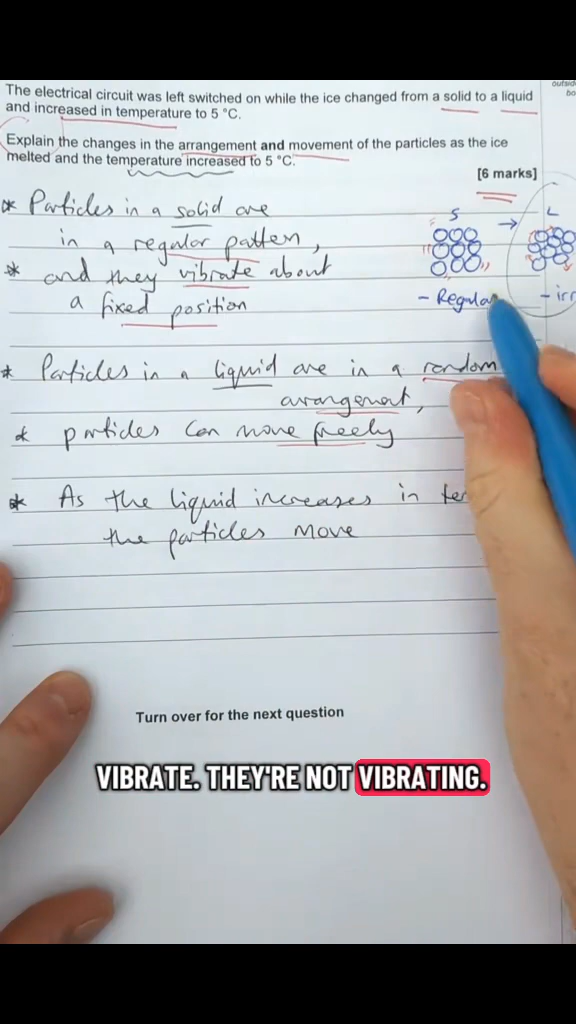 The electrical circuit was left switched on while the ice changed from a solid to a liquid
and increased in temperature to 5 °C.
Explain the changes in the arrangement and movement of the particles as the ice
melted and the temperature increased to 5 °C.
[6 marks]
* Particles in a solid are
in a regular patten,
* and they vibrate about
a fixed position
S → L
- Regula
- irr
* Particles in a liquid are in a random
arrangement,
* particles can move freely
* As the liquid increases in te
the particles move
Turn over for the next question
VIBRATE. THEY'RE NOT VIBRATING.